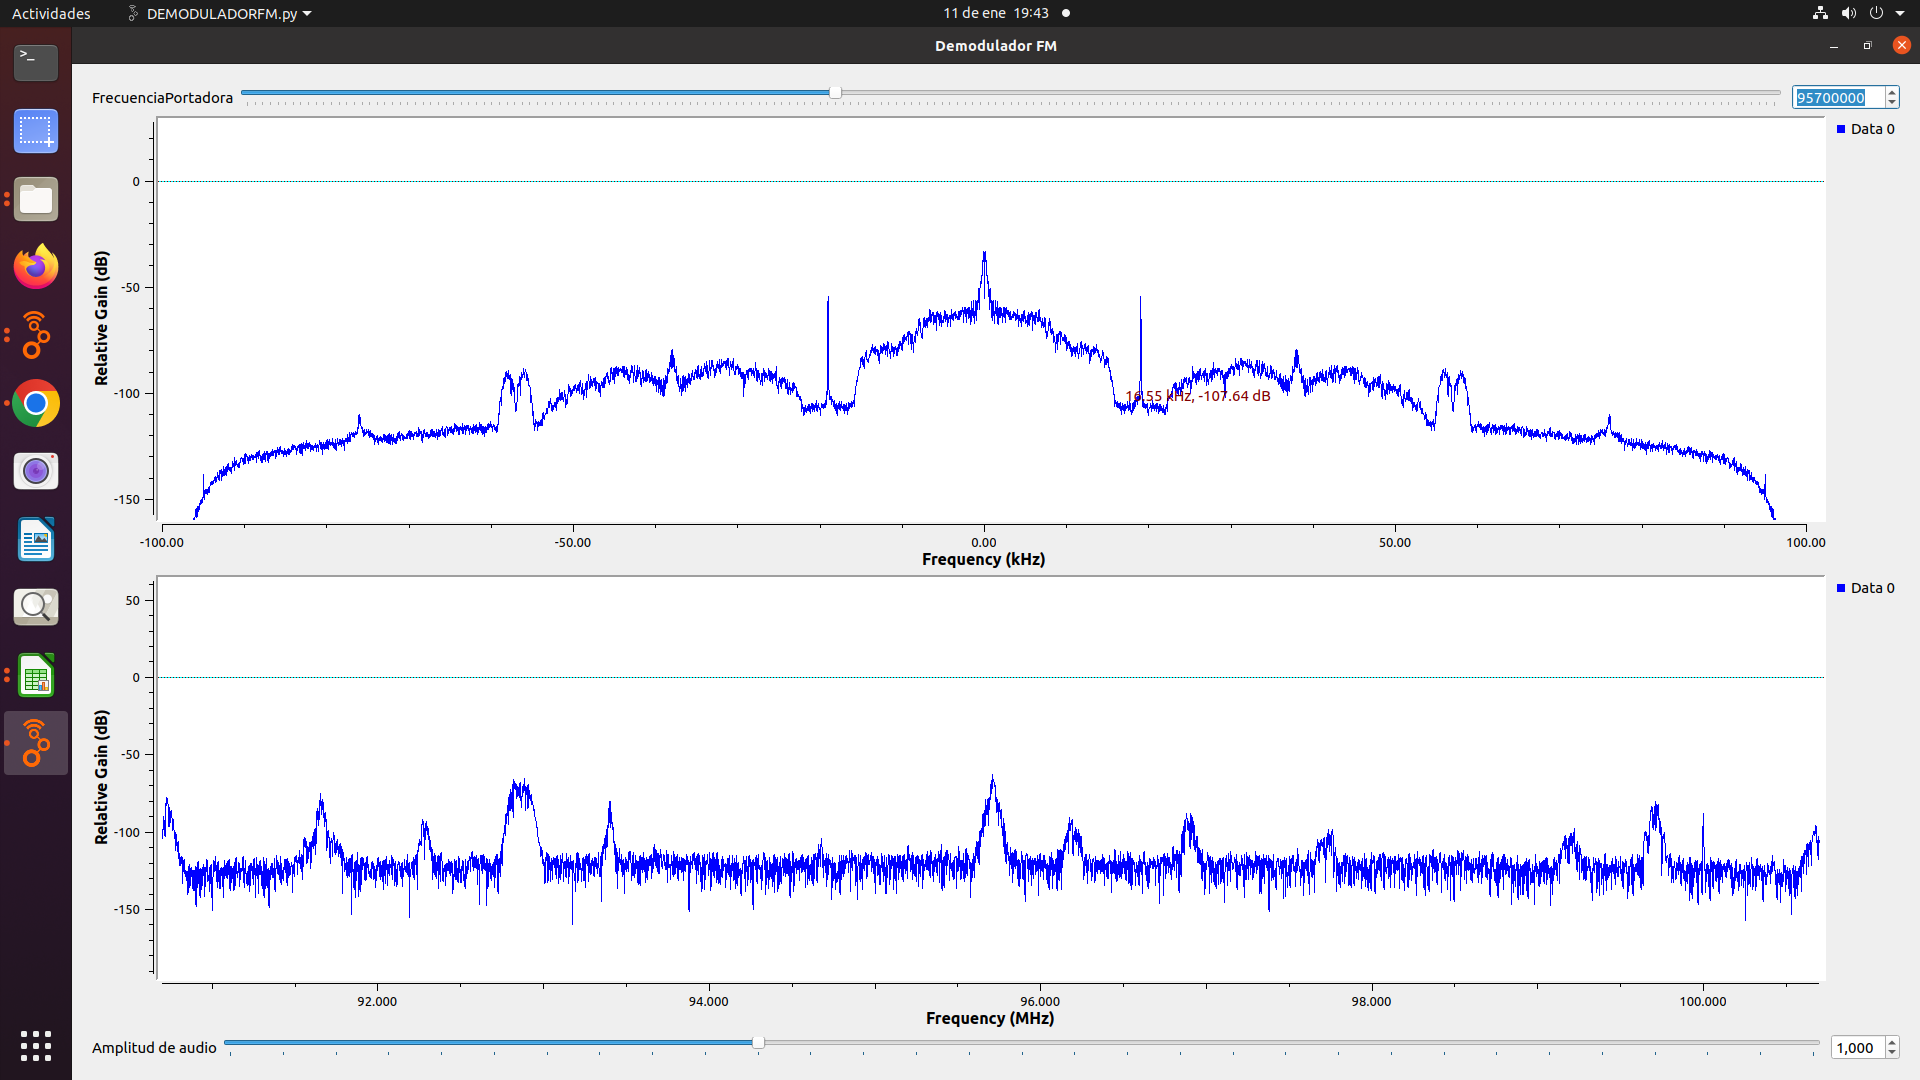 Actividades DEMODULADORFM.py 11 de ene 19:43
Demodulador FM
FrecuenciaPortadora 95700000
Data 0
Relative Gain (dB)
0
-50
-100
-150
16.55 kHz, -107.64 dB
-100.00 -50.00 0.00 50.00 100.00
Frequency (kHz)
Data 0
Relative Gain (dB)
50
0
-50
-100
-150
92.000 94.000 96.000 98.000 100.000
Frequency (MHz)
Amplitud de audio 1,000